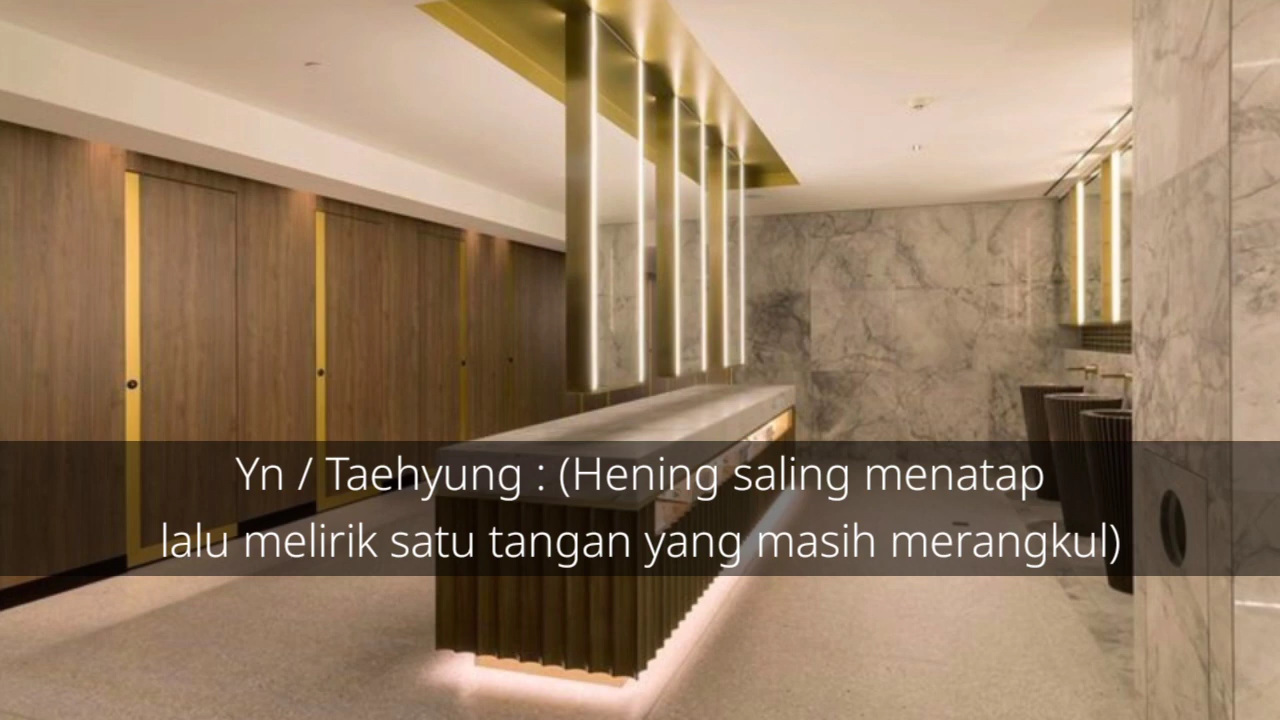 Yn / Taehyung : (Hening saling menatap
lalu melirik satu tangan yang masih merangkul)